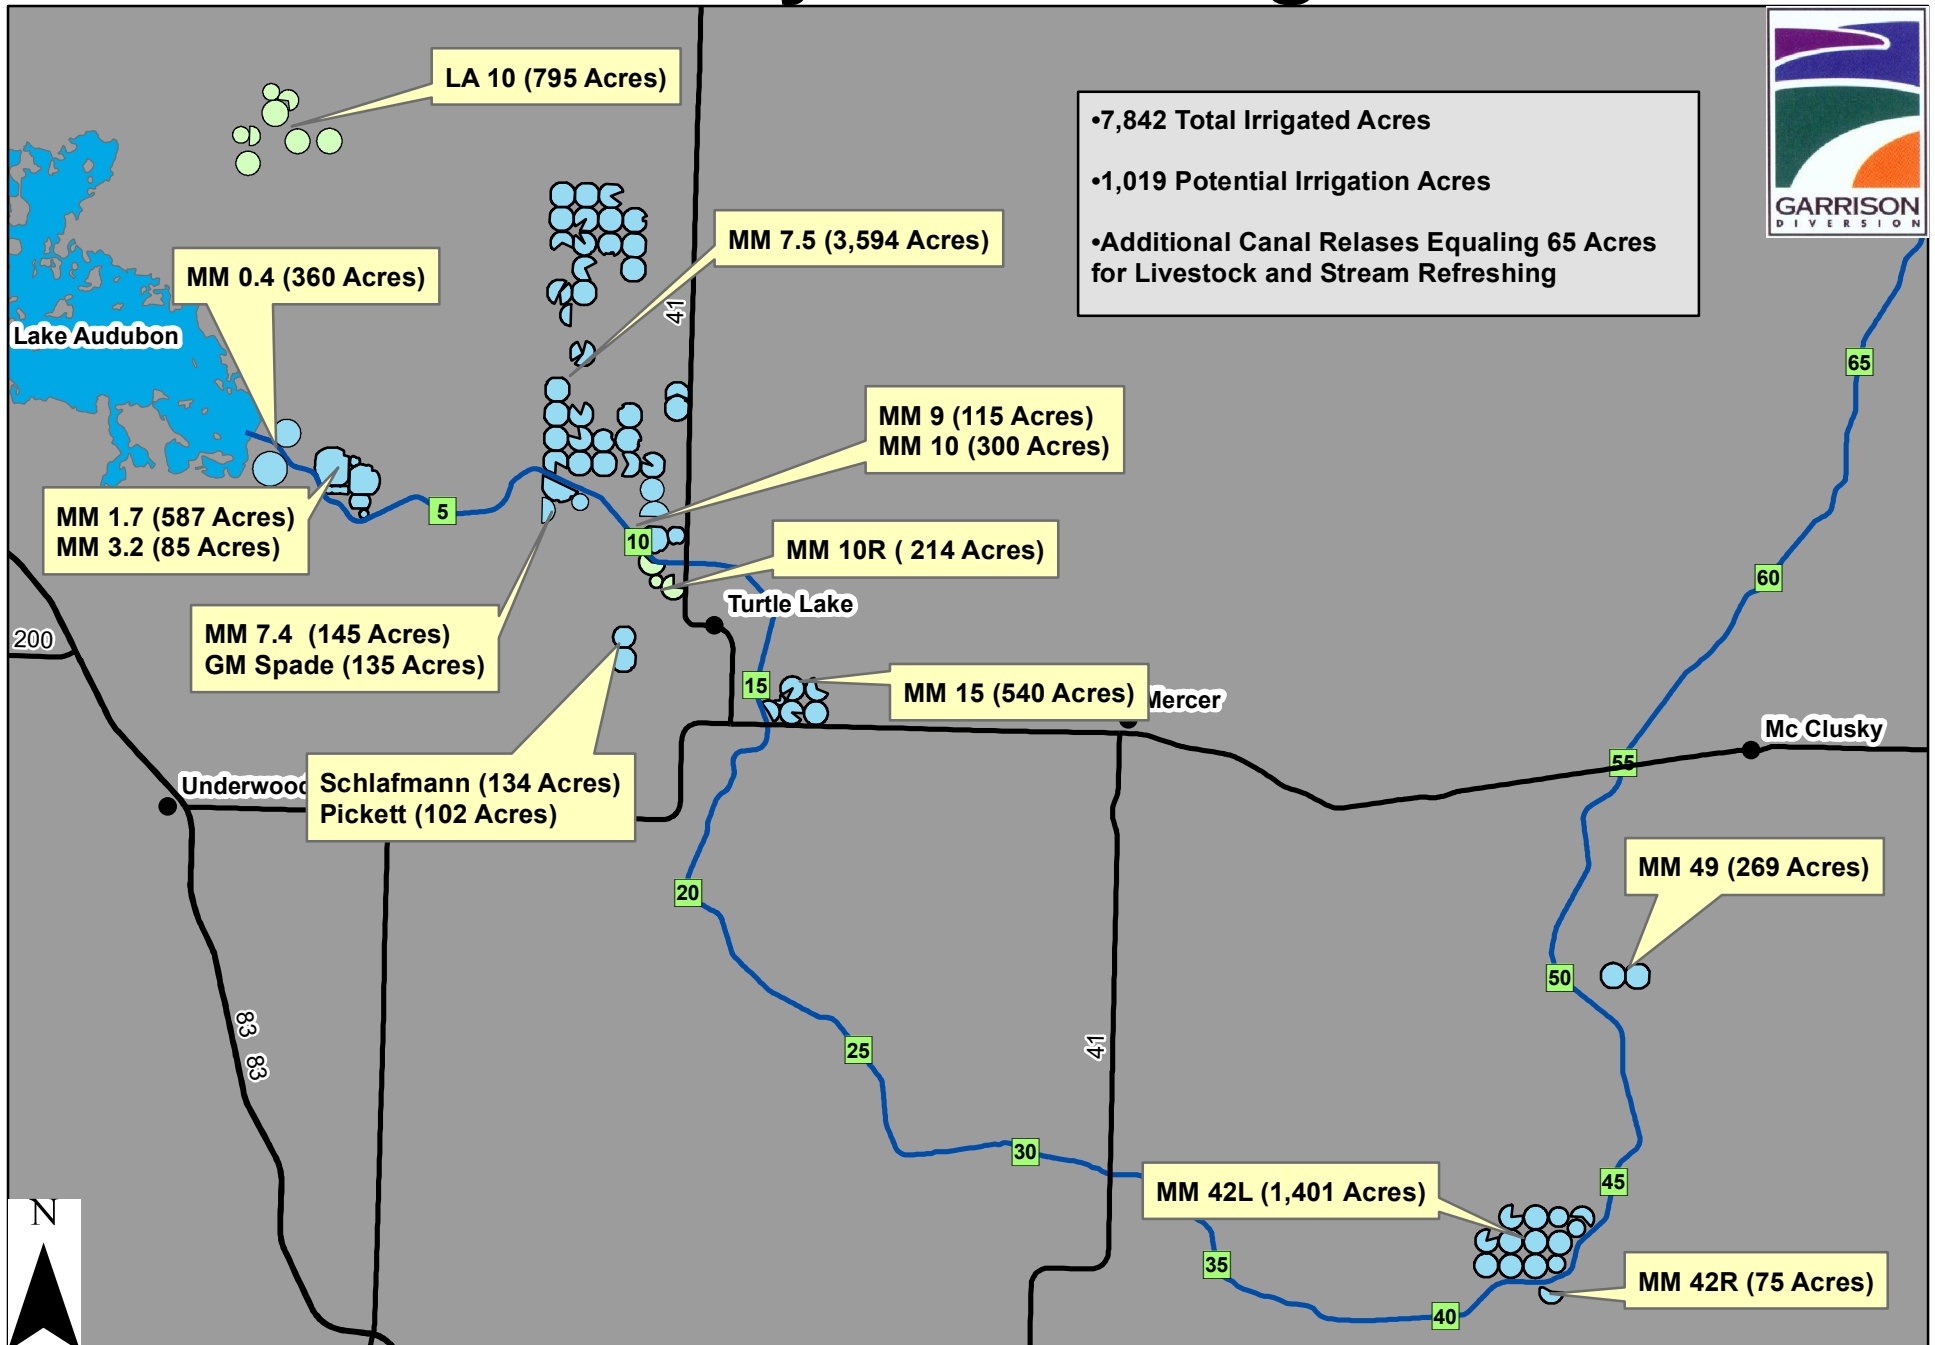 LA 10 (795 Acres)
•7,842 Total Irrigated Acres
•1,019 Potential Irrigation Acres
•Additional Canal Relases Equaling 65 Acres
for Livestock and Stream Refreshing
GARRISON
DIVERSION
MM 7.5 (3,594 Acres)
MM 0.4 (360 Acres)
41
Lake Audubon
65
MM 9 (115 Acres)
MM 10 (300 Acres)
MM 1.7 (587 Acres)
MM 3.2 (85 Acres)
5
10
MM 10R ( 214 Acres)
60
Turtle Lake
200
MM 7.4 (145 Acres)
GM Spade (135 Acres)
15
MM 15 (540 Acres)
Mercer
Mc Clusky
55
Underwood
Schlafmann (134 Acres)
Pickett (102 Acres)
MM 49 (269 Acres)
20
50
83
83
25
41
30
MM 42L (1,401 Acres)
45
N
35
MM 42R (75 Acres)
40